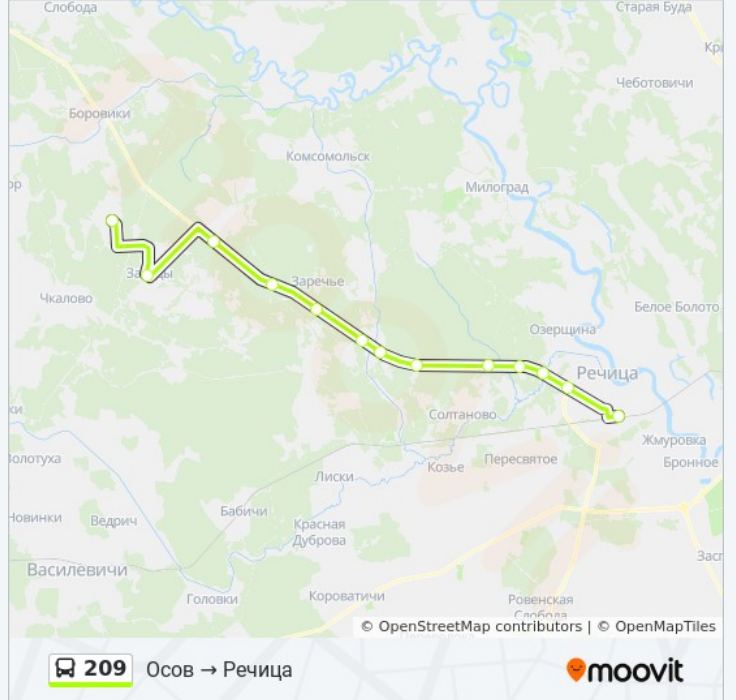 Слобода
Старая Буда
Кр
Чеботовичи
Боровики
Комсомольск
Милоград
ор
Заречье
Чкалово
Белое Болото
Озерщина
Речица
ки
Солтаново
Жмуровка
Волотуха
Козье
Пересвятое
Бронное
Лиски
Бабичи
Новинки
Ведрич
Красная
Дуброва
Засп
Василевичи
Головки
Короватичи
Ровенская
Слобода
© OpenStreetMap contributors | © OpenMapTiles
209 Осов → Речица
moovit